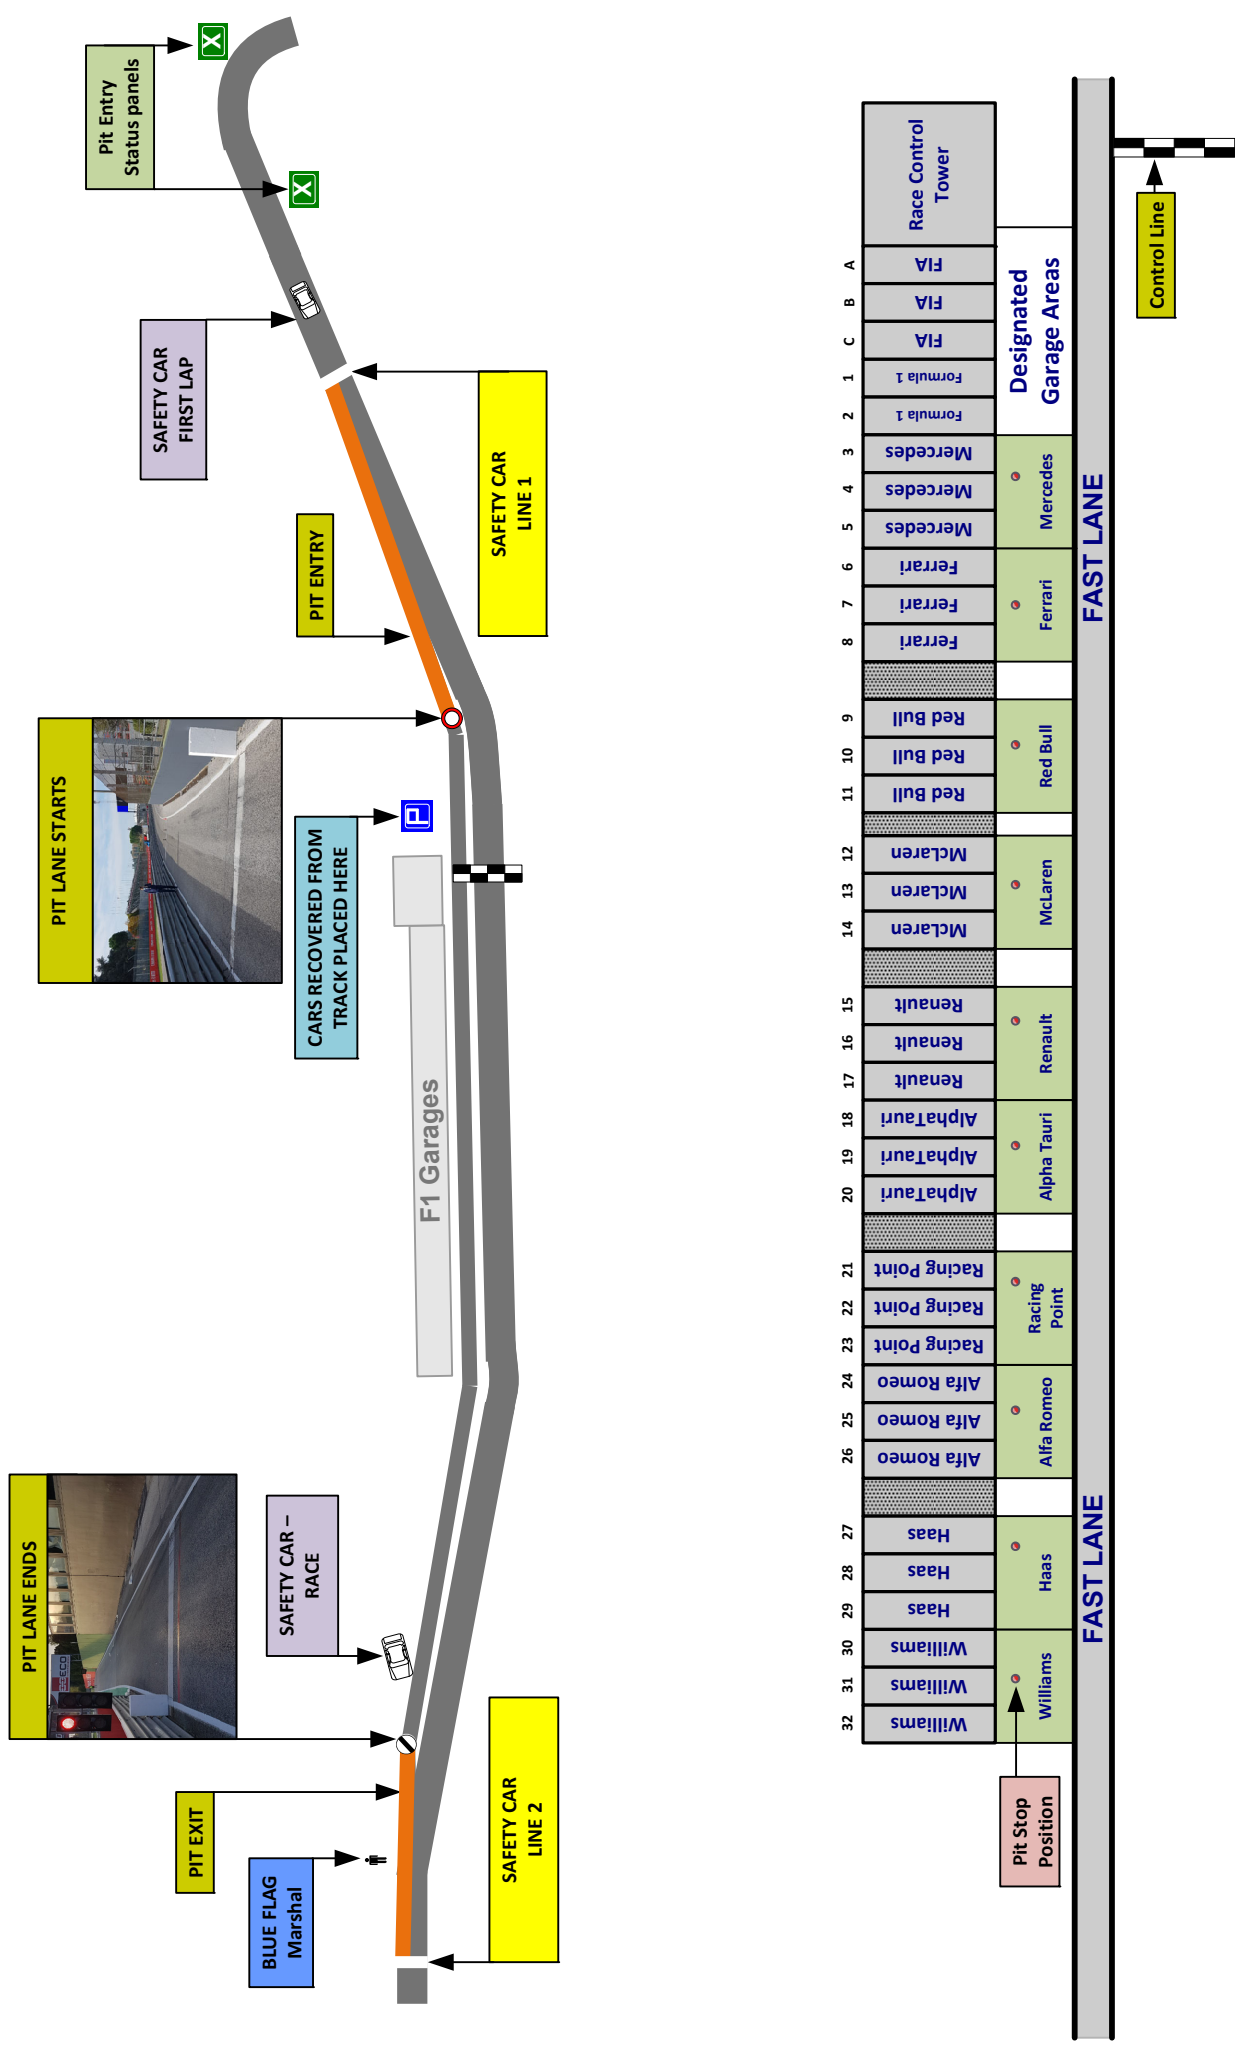 Pit Entry
Status panels
X
X
SAFETY CAR
FIRST LAP
SAFETY CAR
LINE 1
PIT ENTRY
PIT LANE STARTS
CARS RECOVERED FROM
TRACK PLACED HERE
P
F1 Garages
PIT LANE ENDS
SAFETY CAR –
RACE
PIT EXIT
SAFETY CAR
LINE 2
BLUE FLAG
Marshal
Race Control
Tower
A
FIA
B
FIA
C
FIA
1
Formula 1
2
Formula 1
Designated
Garage Areas
3
Mercedes
4
Mercedes
5
Mercedes
Mercedes
6
Ferrari
7
Ferrari
8
Ferrari
Ferrari
9
Red Bull
10
Red Bull
11
Red Bull
Red Bull
12
McLaren
13
McLaren
14
McLaren
McLaren
15
Renault
16
Renault
17
Renault
Renault
18
AlphaTauri
19
AlphaTauri
20
AlphaTauri
Alpha Tauri
21
Racing Point
22
Racing Point
23
Racing Point
Racing
Point
24
Alfa Romeo
25
Alfa Romeo
26
Alfa Romeo
Alfa Romeo
27
Haas
28
Haas
29
Haas
Haas
30
Williams
31
Williams
32
Williams
Williams
Pit Stop
Position
FAST LANE
FAST LANE
Control Line